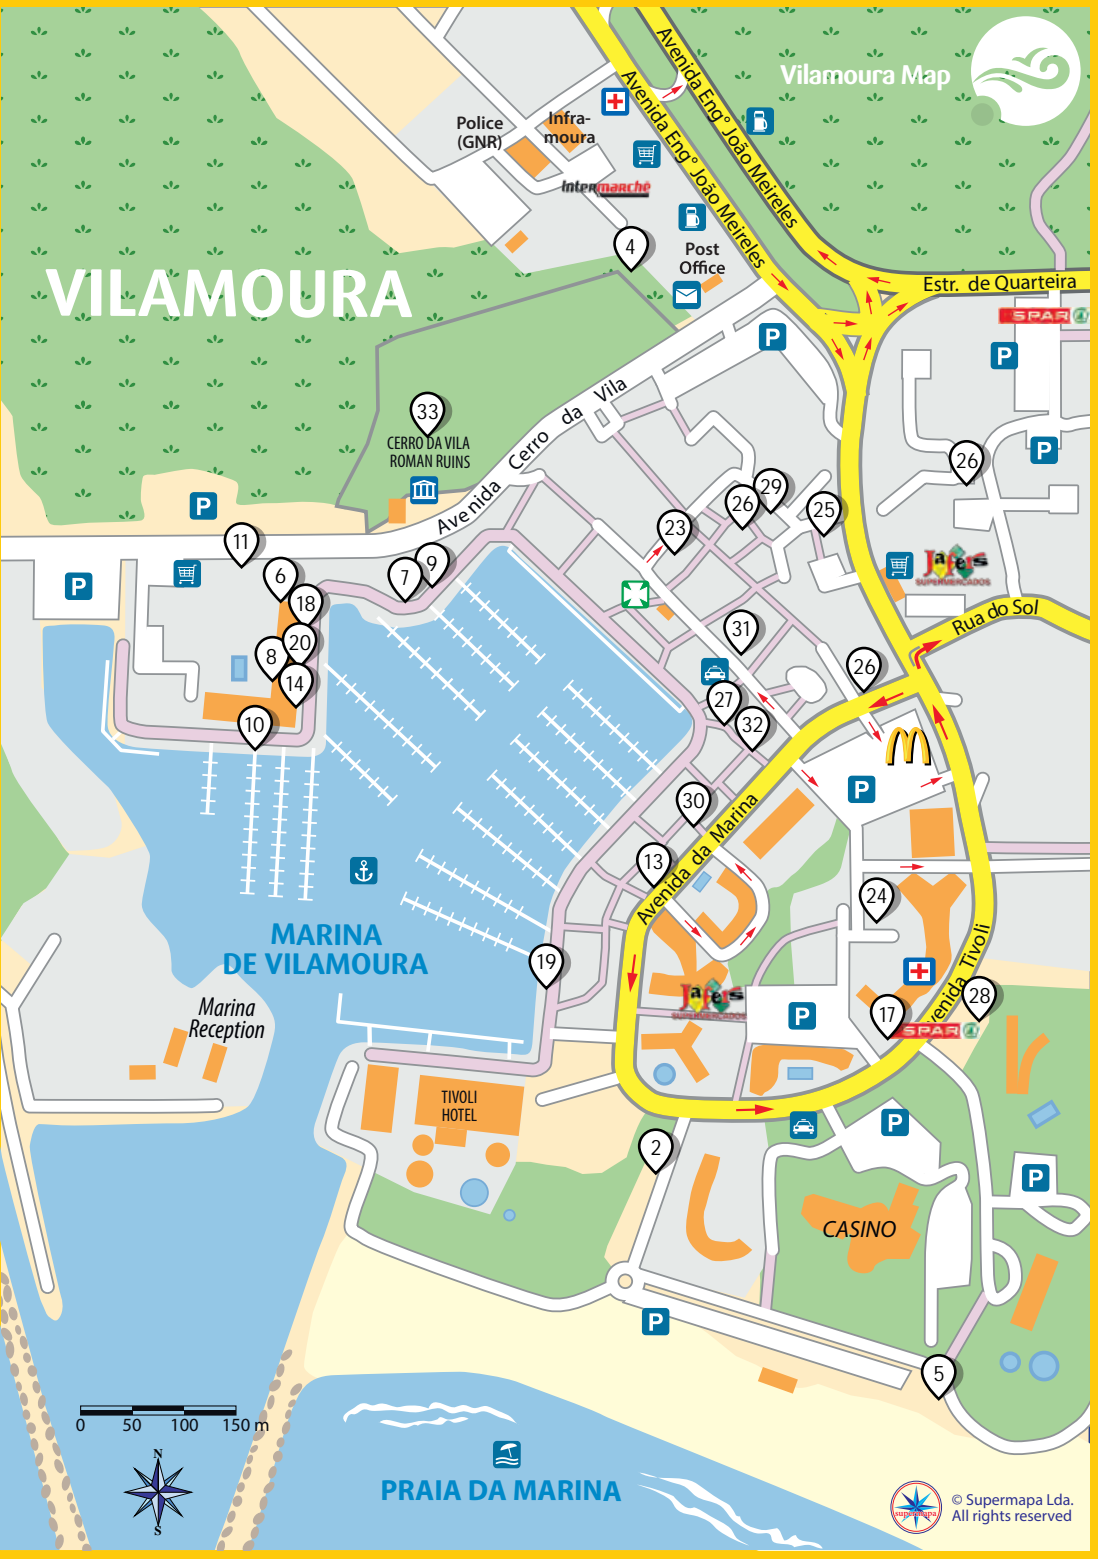 Vilamoura Map
Avenida Engº João Meireles
Avenida Engº João Meireles
Police
(GNR)
Infra-
moura
Intermarché
4
Post
Office
Estr. de Quarteira
SPAR
VILAMOURA
P
P
33
CERRO DA VILA
ROMAN RUINS
Avenida Cerro da Vila
P
26
P
29
26
25
23
11
P
6
7
9
18
20
8
14
10
Jafers
SUPERMERCADOS
Rua do Sol
31
26
27
32
P
30
13
Avenida da Marina
24
MARINA
DE VILAMOURA
19
Marina
Reception
Jafers
SUPERMERCADOS
P
17
SPAR
28
Avenida Tivoli
TIVOLI
HOTEL
2
P
P
CASINO
P
5
0 50 100 150 m
N
S
PRAIA DA MARINA
supermapa
© Supermapa Lda.
All rights reserved